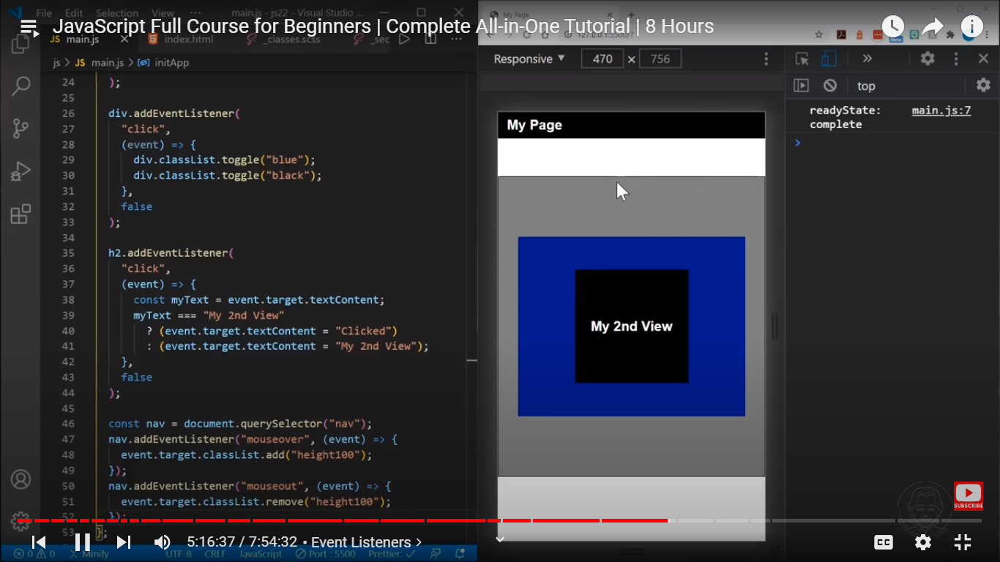 File Edit Selection View ··· main.js - js22 - Visual Studio ...
My Page
JavaScript Full Course for Beginners | Complete All-in-One Tutorial | 8 Hours
JS main.js index.html _classes.scss _sec
127.0.0.1:5500/?
js > JS main.js > initApp
24 );
25
26 div.addEventListener(
27 "click",
28 (event) => {
29 div.classList.toggle("blue");
30 div.classList.toggle("black");
31 },
32 false
33 );
34
35 h2.addEventListener(
36 "click",
37 (event) => {
38 const myText = event.target.textContent;
39 myText === "My 2nd View"
40 ? (event.target.textContent = "Clicked")
41 : (event.target.textContent = "My 2nd View");
42 },
43 false
44 );
45
46 const nav = document.querySelector("nav");
47 nav.addEventListener("mouseover", (event) => {
48 event.target.classList.add("height100");
49 });
50 nav.addEventListener("mouseout", (event) => {
51 event.target.classList.remove("height100");
52 });
53 };
Responsive ▼ 470 × 756
My Page
My 2nd View
top
readyState: main.js:7
complete
SUBSCRIBE
5:16:37 / 7:54:32 • Event Listeners >
CC
0 0 Minify UTF-8 CRLF JavaScript Port : 5500 Prettier: ✓